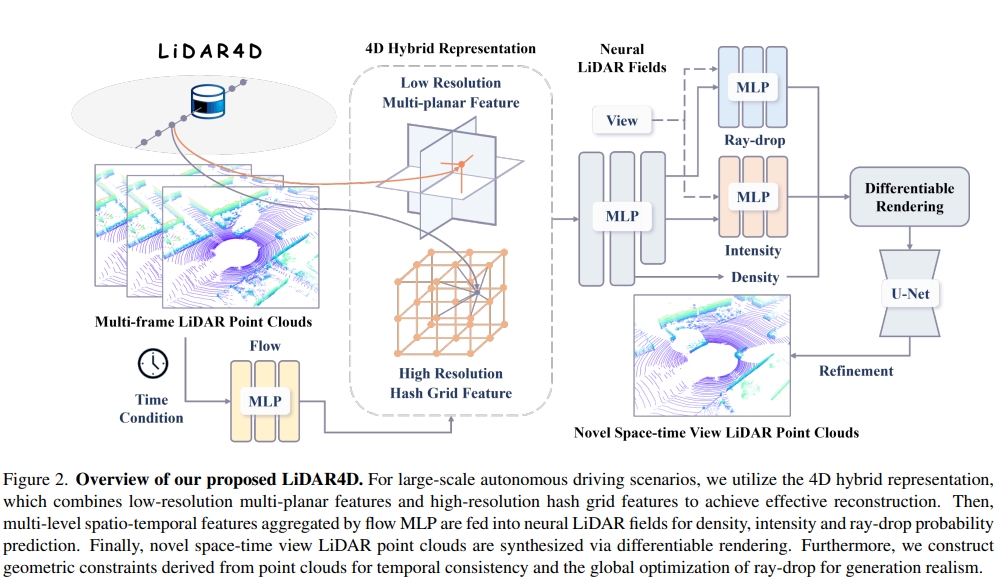 LiDAR4D
4D Hybrid Representation
Low Resolution
Multi-planar Feature
High Resolution
Hash Grid Feature
Multi-frame LiDAR Point Clouds
Time
Condition
Flow
MLP
Neural
LiDAR Fields
View
MLP
MLP
Ray-drop
MLP
Intensity
Density
Differentiable
Rendering
U-Net
Refinement
Novel Space-time View LiDAR Point Clouds
Figure 2. Overview of our proposed LiDAR4D. For large-scale autonomous driving scenarios, we utilize the 4D hybrid representation,
which combines low-resolution multi-planar features and high-resolution hash grid features to achieve effective reconstruction. Then,
multi-level spatio-temporal features aggregated by flow MLP are fed into neural LiDAR fields for density, intensity and ray-drop probability
prediction. Finally, novel space-time view LiDAR point clouds are synthesized via differentiable rendering. Furthermore, we construct
geometric constraints derived from point clouds for temporal consistency and the global optimization of ray-drop for generation realism.